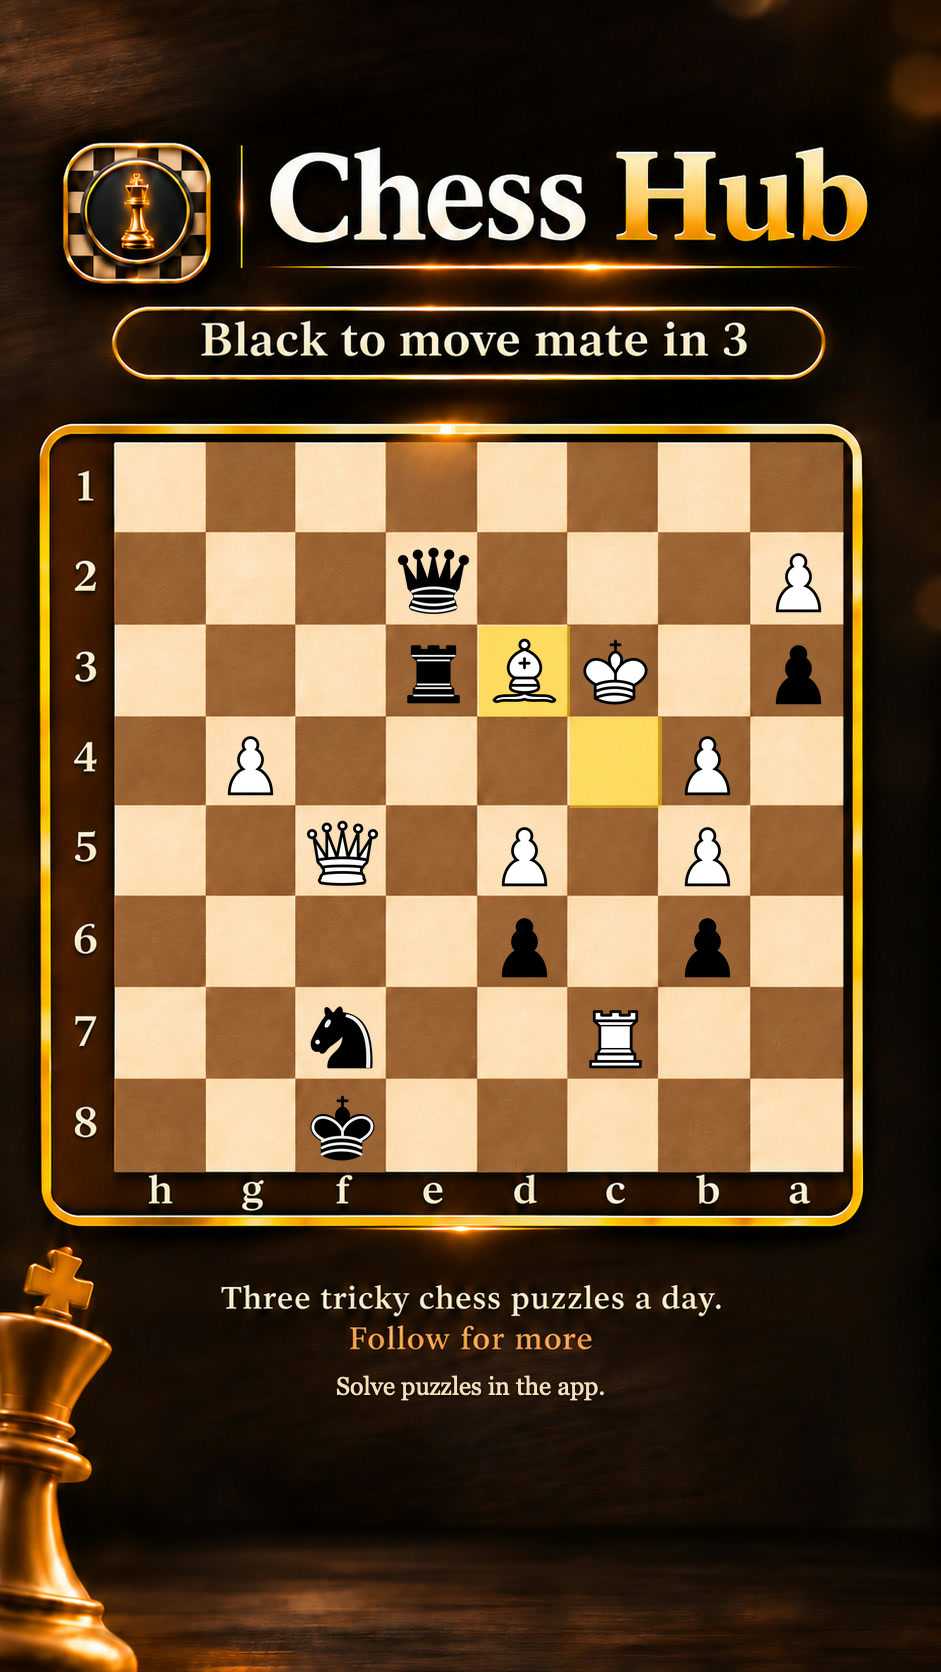 Chess Hub
Black to move mate in 3
1
2
3
4
5
6
7
8
h g f e d c b a
Three tricky chess puzzles a day.
Follow for more
Solve puzzles in the app.